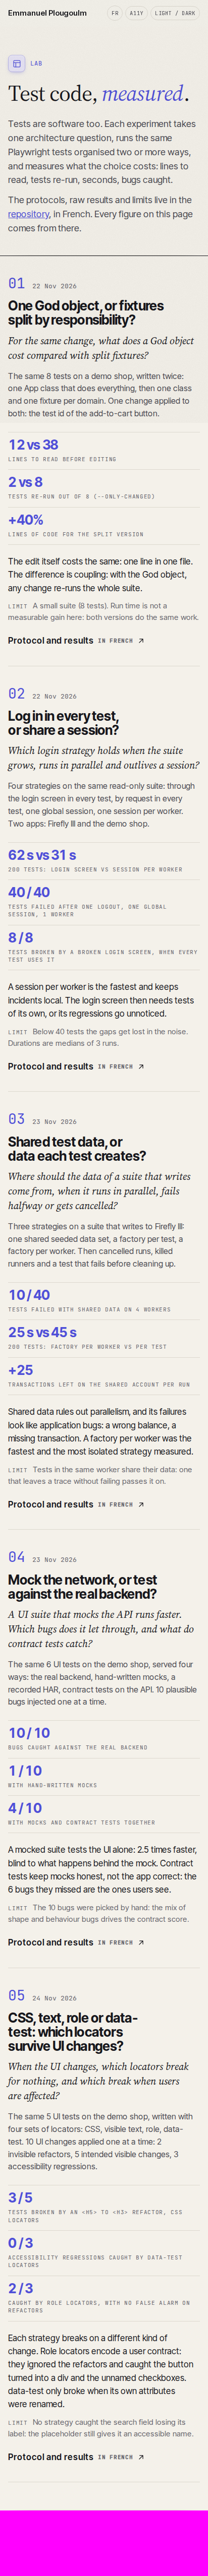 Emmanuel Plougoulm
FR
A11Y
LIGHT / DARK
LAB
Test code, measured.
Tests are software too. Each experiment takes
one architecture question, runs the same
Playwright tests organised two or more ways,
and measures what the choice costs: lines to
read, tests re-run, seconds, bugs caught.
The protocols, raw results and limits live in the
repository, in French. Every figure on this page
comes from them.
01 22 Nov 2026
One God object, or fixtures
split by responsibility?
For the same change, what does a God object
cost compared with split fixtures?
The same 8 tests on a demo shop, written twice:
one App class that does everything, then one class
and one fixture per domain. One change applied to
both: the test id of the add-to-cart button.
12 vs 38
LINES TO READ BEFORE EDITING
2 vs 8
TESTS RE-RUN OUT OF 8 (--ONLY-CHANGED)
+40%
LINES OF CODE FOR THE SPLIT VERSION
The edit itself costs the same: one line in one file.
The difference is coupling: with the God object,
any change re-runs the whole suite.
LIMIT A small suite (8 tests). Run time is not a
measurable gain here: both versions do the same work.
Protocol and results IN FRENCH ↗
02 22 Nov 2026
Log in in every test,
or share a session?
Which login strategy holds when the suite
grows, runs in parallel and outlives a session?
Four strategies on the same read-only suite: through
the login screen in every test, by request in every
test, one global session, one session per worker.
Two apps: Firefly III and the demo shop.
62 s vs 31 s
200 TESTS: LOGIN SCREEN VS SESSION PER WORKER
40 / 40
TESTS FAILED AFTER ONE LOGOUT, ONE GLOBAL
SESSION, 1 WORKER
8 / 8
TESTS BROKEN BY A BROKEN LOGIN SCREEN, WHEN EVERY
TEST USES IT
A session per worker is the fastest and keeps
incidents local. The login screen then needs tests
of its own, or its regressions go unnoticed.
LIMIT Below 40 tests the gaps get lost in the noise.
Durations are medians of 3 runs.
Protocol and results IN FRENCH ↗
03 23 Nov 2026
Shared test data, or
data each test creates?
Where should the data of a suite that writes
come from, when it runs in parallel, fails
halfway or gets cancelled?
Three strategies on a suite that writes to Firefly III:
one shared seeded data set, a factory per test, a
factory per worker. Then cancelled runs, killed
runners and a test that fails before cleaning up.
10 / 40
TESTS FAILED WITH SHARED DATA ON 4 WORKERS
25 s vs 45 s
200 TESTS: FACTORY PER WORKER VS PER TEST
+25
TRANSACTIONS LEFT ON THE SHARED ACCOUNT PER RUN
Shared data rules out parallelism, and its failures
look like application bugs: a wrong balance, a
missing transaction. A factory per worker was the
fastest and the most isolated strategy measured.
LIMIT Tests in the same worker share their data: one
that leaves a trace without failing passes it on.
Protocol and results IN FRENCH ↗
04 23 Nov 2026
Mock the network, or test
against the real backend?
A UI suite that mocks the API runs faster.
Which bugs does it let through, and what do
contract tests catch?
The same 6 UI tests on the demo shop, served four
ways: the real backend, hand-written mocks, a
recorded HAR, contract tests on the API. 10 plausible
bugs injected one at a time.
10 / 10
BUGS CAUGHT AGAINST THE REAL BACKEND
1 / 10
WITH HAND-WRITTEN MOCKS
4 / 10
WITH MOCKS AND CONTRACT TESTS TOGETHER
A mocked suite tests the UI alone: 2.5 times faster,
blind to what happens behind the mock. Contract
tests keep mocks honest, not the app correct: the
6 bugs they missed are the ones users see.
LIMIT The 10 bugs were picked by hand: the mix of
shape and behaviour bugs drives the contract score.
Protocol and results IN FRENCH ↗
05 24 Nov 2026
CSS, text, role or data-
test: which locators
survive UI changes?
When the UI changes, which locators break
for nothing, and which break when users
are affected?
The same 5 UI tests on the demo shop, written with
four sets of locators: CSS, visible text, role, data-
test. 10 UI changes applied one at a time: 2
invisible refactors, 5 intended visible changes, 3
accessibility regressions.
3 / 5
TESTS BROKEN BY AN <H5> TO <H3> REFACTOR, CSS
LOCATORS
0 / 3
ACCESSIBILITY REGRESSIONS CAUGHT BY DATA-TEST
LOCATORS
2 / 3
CAUGHT BY ROLE LOCATORS, WITH NO FALSE ALARM ON
REFACTORS
Each strategy breaks on a different kind of
change. Role locators encode a user contract:
they ignored the refactors and caught the button
turned into a div and the unnamed checkboxes.
data-test only broke when its own attributes
were renamed.
LIMIT No strategy caught the search field losing its
label: the placeholder still gives it an accessible name.
Protocol and results IN FRENCH ↗